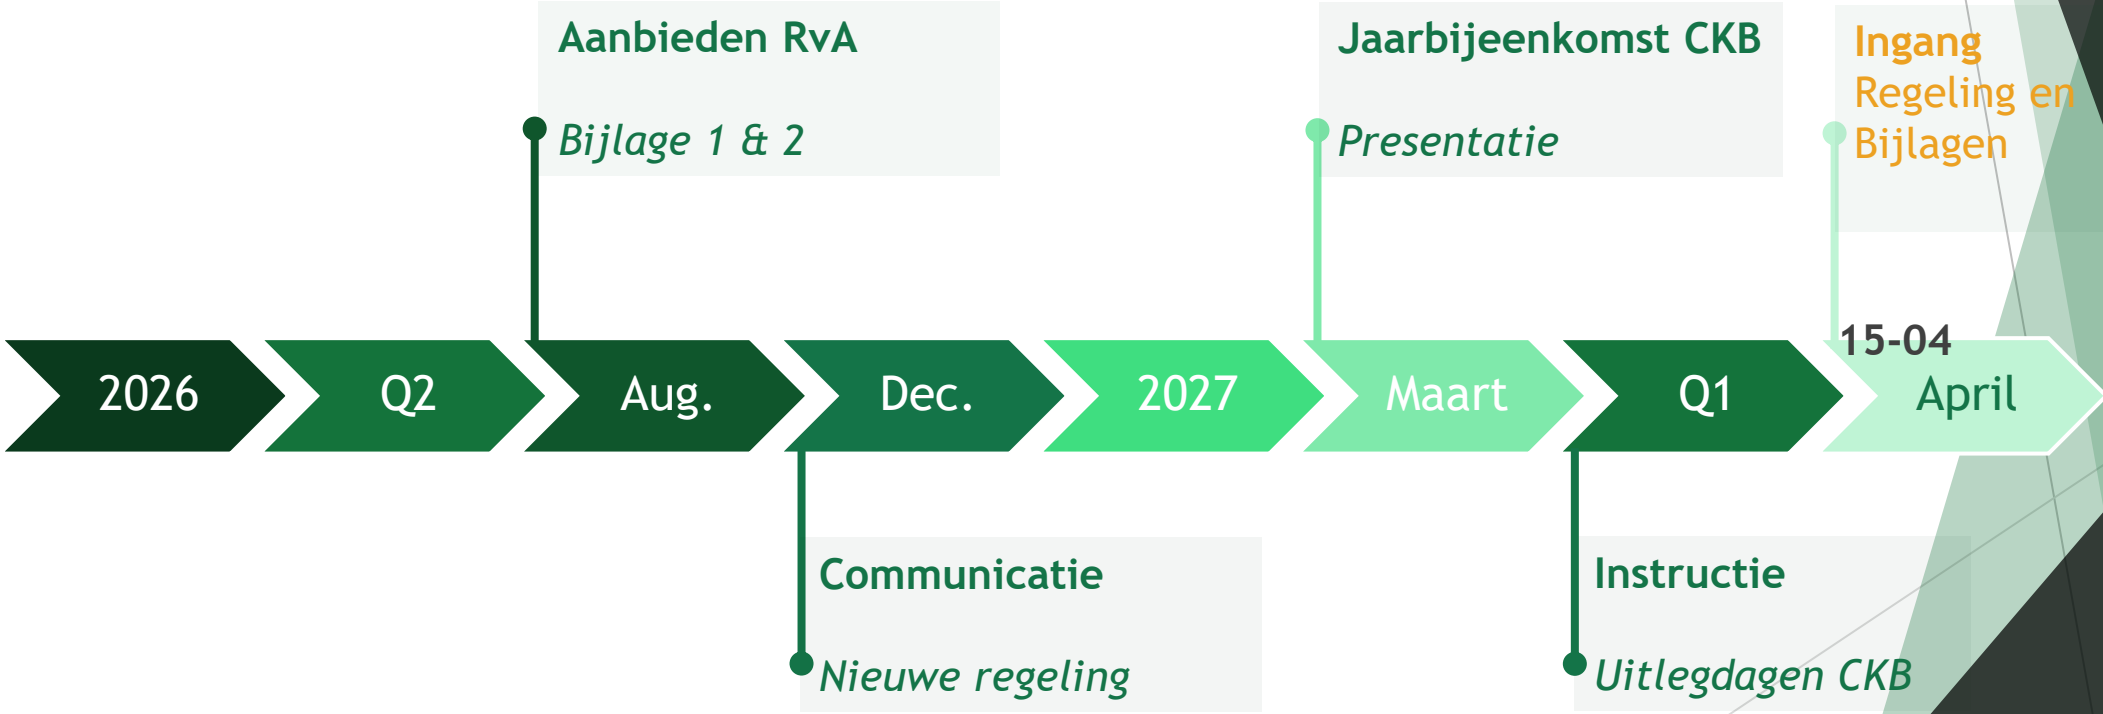 Aanbieden RvA
Bijlage 1 & 2
Jaarbijeenkomst CKB
Presentatie
Ingang
Regeling en
Bijlagen
15-04
2026
Q2
Aug.
Dec.
2027
Maart
Q1
April
Communicatie
Nieuwe regeling
Instructie
Uitlegdagen CKB